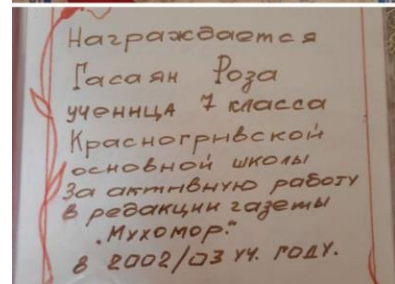 Награждается
Гасаян Роза
ученица 7 класса
Красногривской
основной школы
За активную работу
в редакции газеты
„Мухомор."
в 2002/03 уч. году.